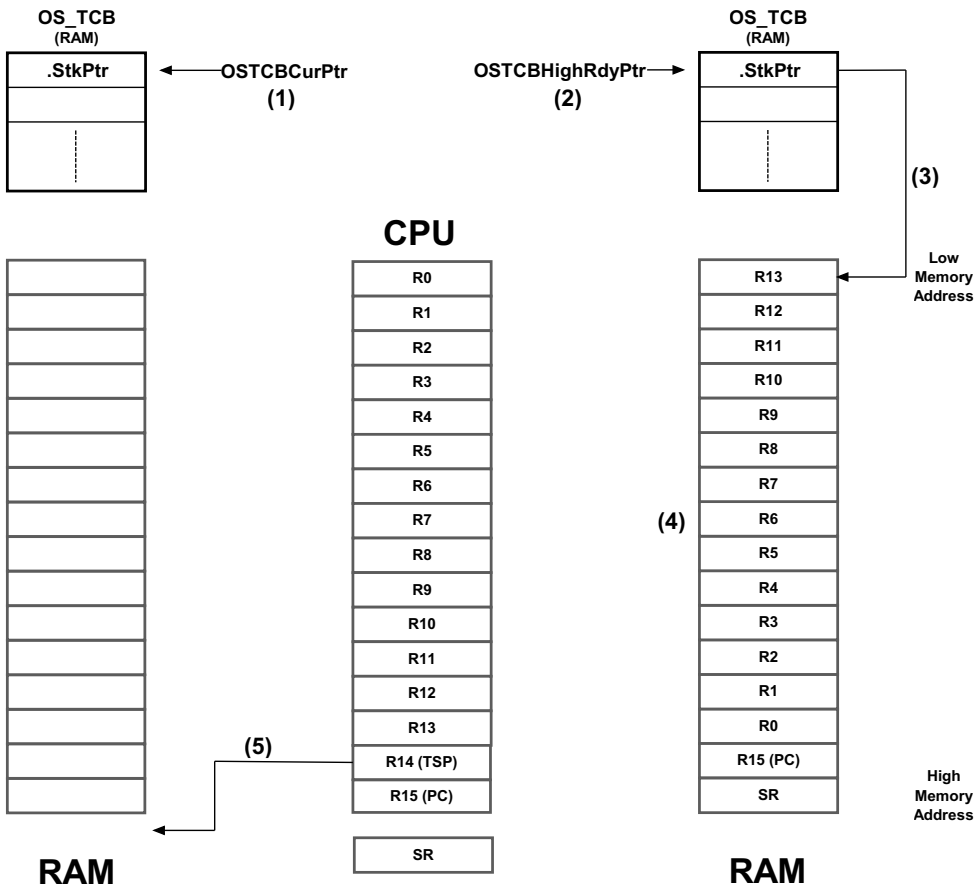 OS_TCB
(RAM)
.StkPtr
OSTCBCurPtr
(1)
OSTCBHighRdyPtr
(2)
OS_TCB
(RAM)
.StkPtr
(3)
CPU
R0
R1
R2
R3
R4
R5
R6
R7
R8
R9
R10
R11
R12
R13
R14 (TSP)
R15 (PC)
SR
(4)
(5)
Low
Memory
Address
R13
R12
R11
R10
R9
R8
R7
R6
R5
R4
R3
R2
R1
R0
R15 (PC)
SR
High
Memory
Address
RAM
RAM